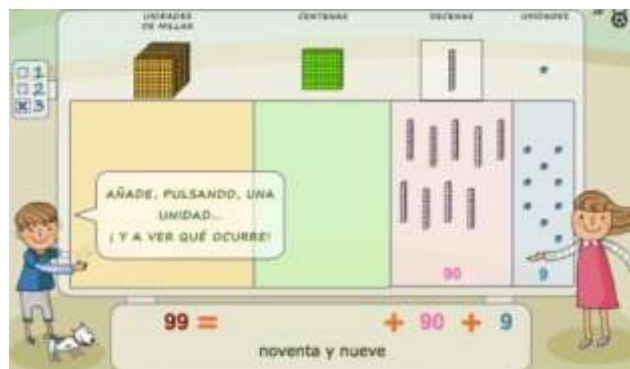 UNIDADES
DE MILLAR
CENTENAS
DECENAS
UNIDADES
1
2
3
AÑADE, PULSANDO, UNA
UNIDAD...
¡ Y A VER QUÉ OCURRE!
90
9
99 = + 90 + 9
noventa y nueve